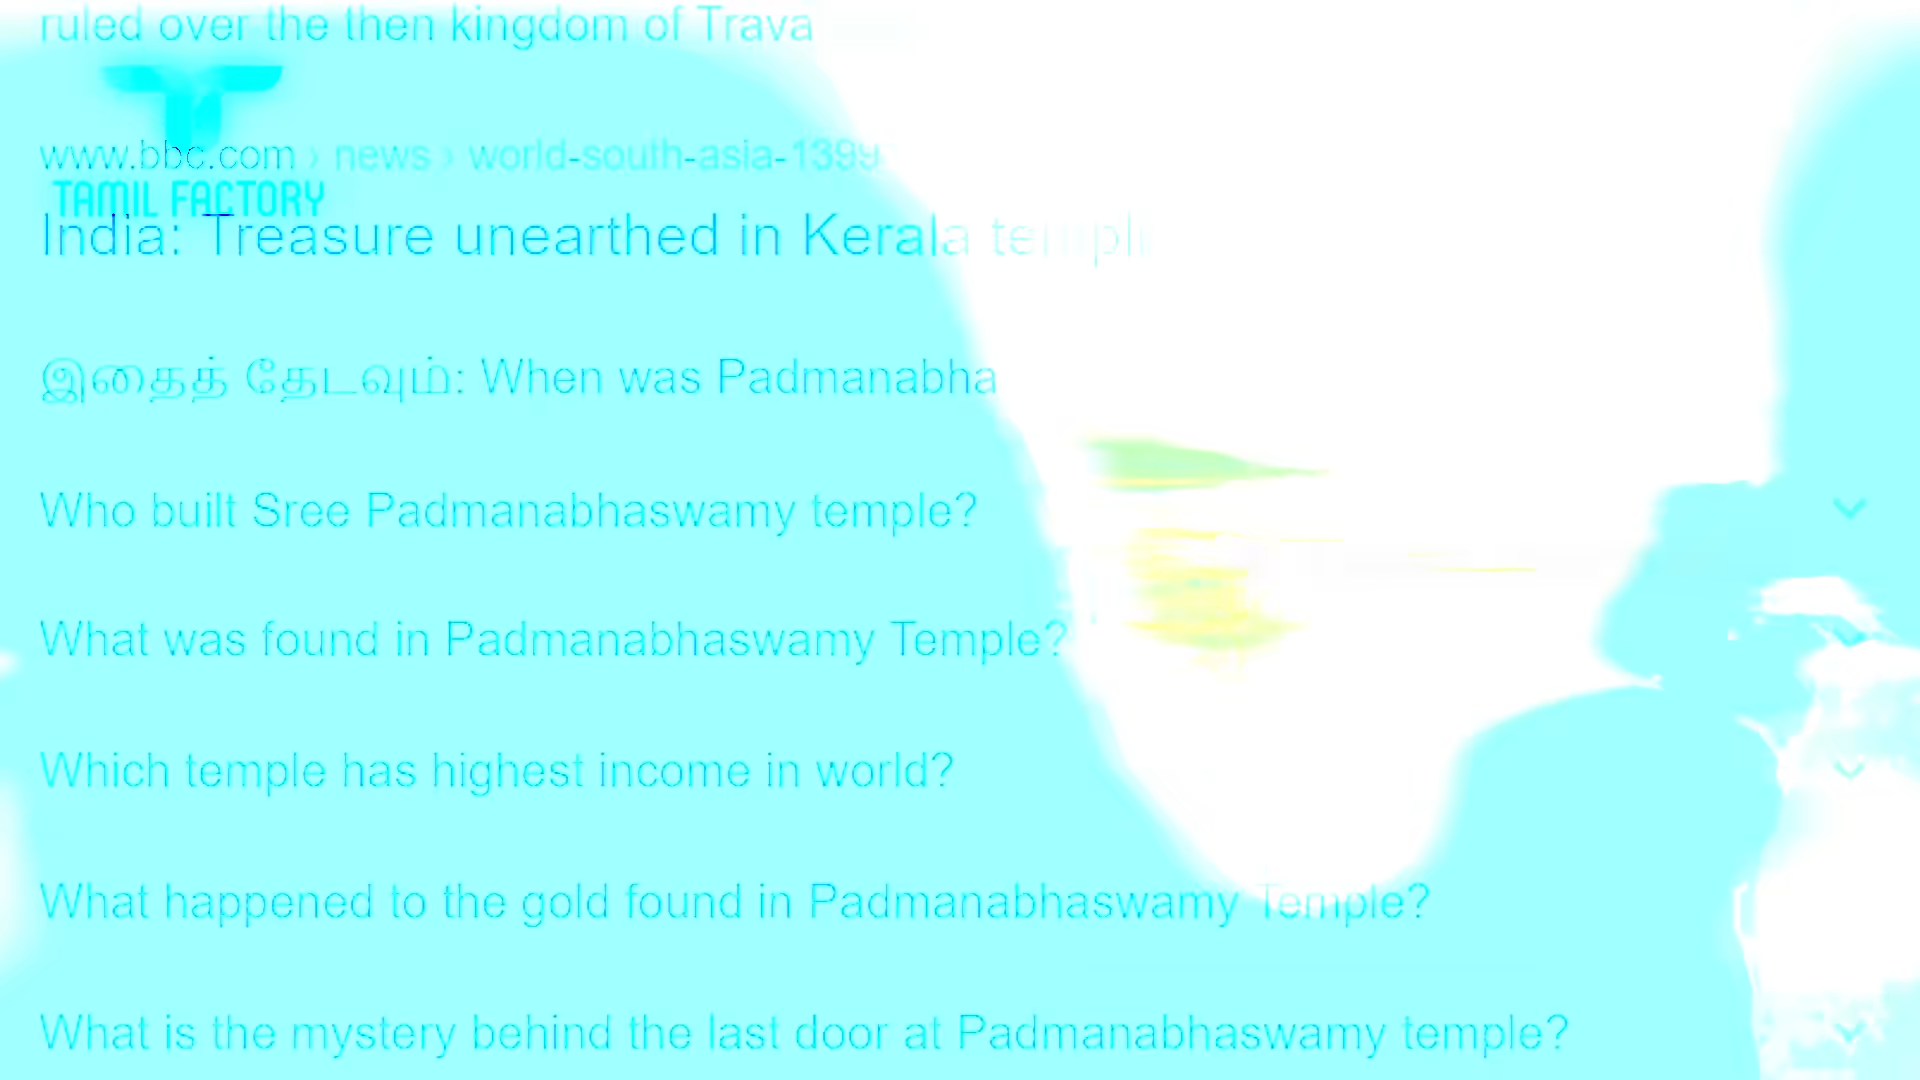 ruled over the then kingdom of Trava
www.bbc.com › news › world-south-asia-1399
TAMIL FACTORY
India: Treasure unearthed in Kerala templ
இதைத் தேடவும்: When was Padmanabha
Who built Sree Padmanabhaswamy temple?
What was found in Padmanabhaswamy Temple?
Which temple has highest income in world?
What happened to the gold found in Padmanabhaswamy Temple?
What is the mystery behind the last door at Padmanabhaswamy temple?